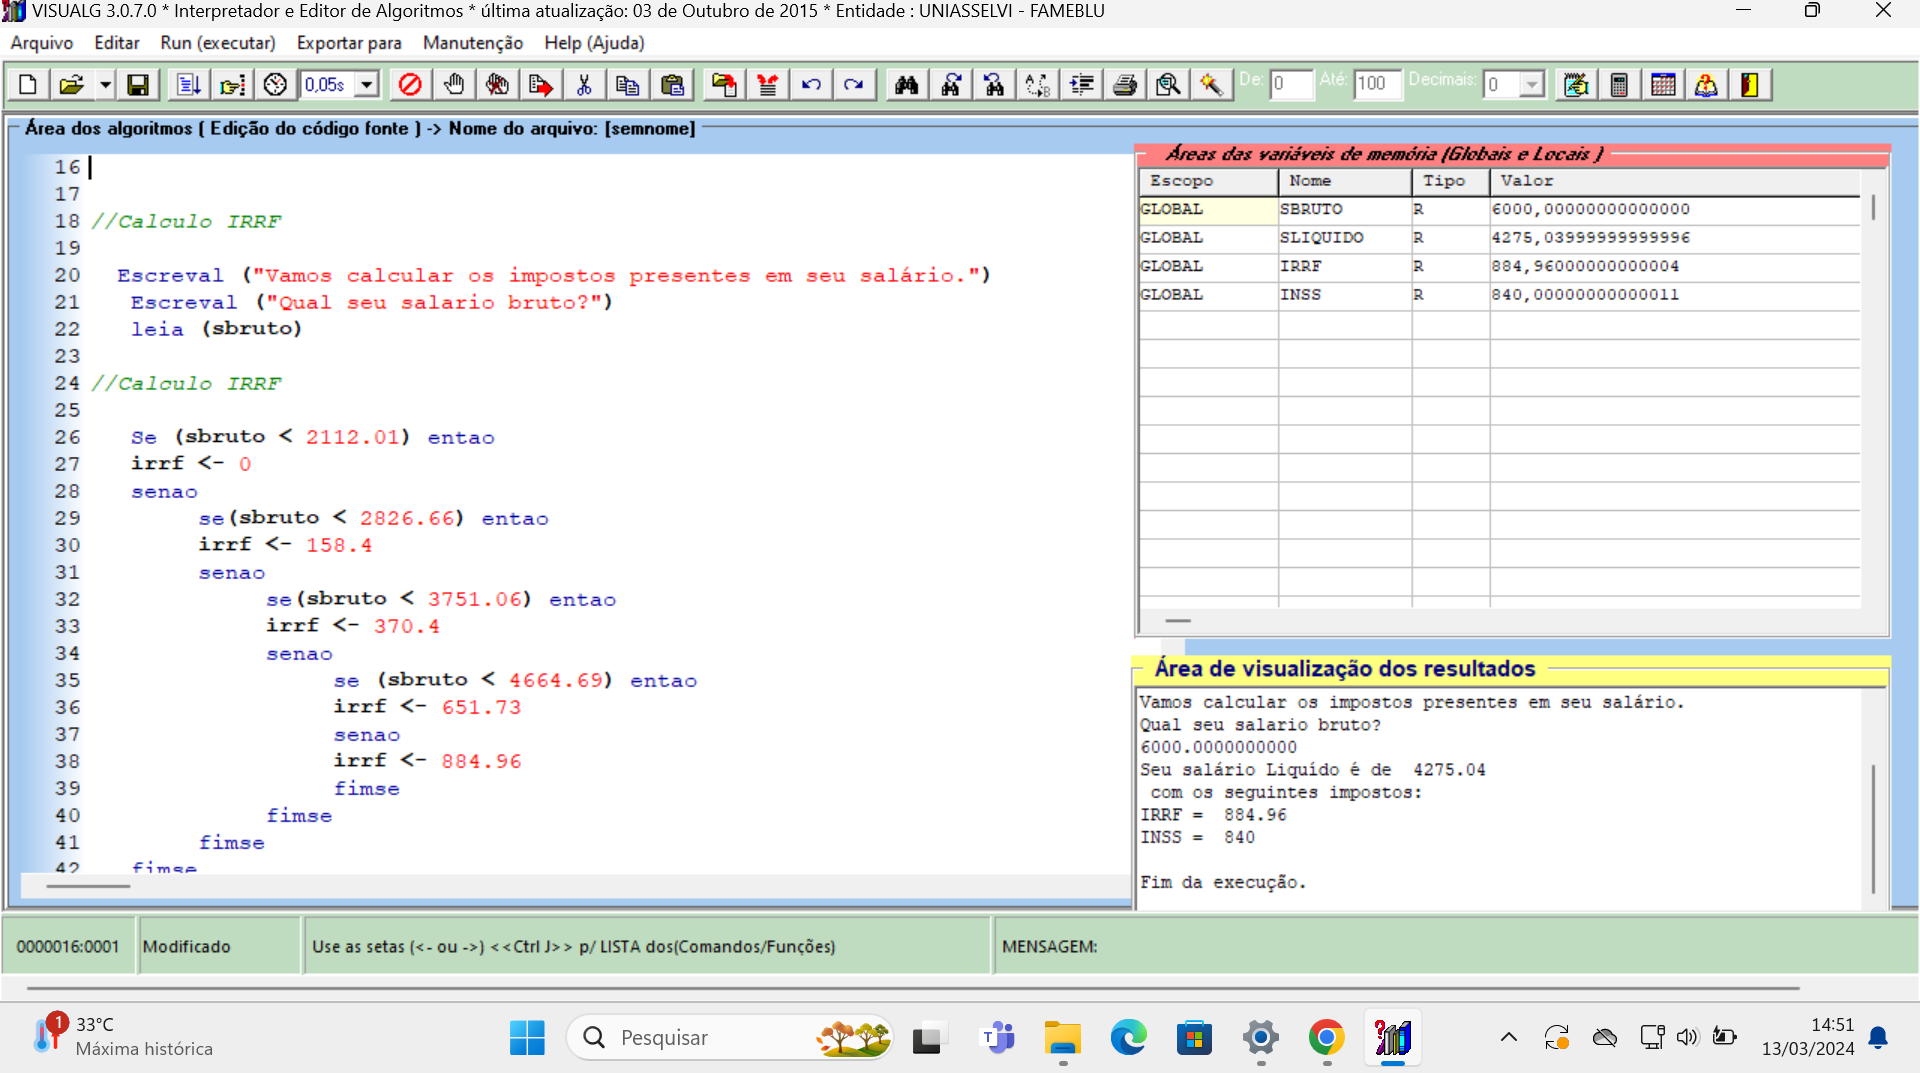 VISUALG 3.0.7.0 * Interpretador e Editor de Algoritmos * última atualização: 03 de Outubro de 2015 * Entidade : UNIASSELVI - FAMEBLU
Arquivo Editar Run (executar) Exportar para Manutenção Help (Ajuda)
0,05s De: 0 Até: 100 Decimais: 0
Área dos algoritmos ( Edição do código fonte ) -> Nome do arquivo: [semnome]
16
17
18 //Calculo IRRF
19
20 Escreval ("Vamos calcular os impostos presentes em seu salário.")
21 Escreval ("Qual seu salario bruto?")
22 leia (sbruto)
23
24 //Calculo IRRF
25
26 Se (sbruto < 2112.01) entao
27 irrf <- 0
28 senao
29 se(sbruto < 2826.66) entao
30 irrf <- 158.4
31 senao
32 se(sbruto < 3751.06) entao
33 irrf <- 370.4
34 senao
35 se (sbruto < 4664.69) entao
36 irrf <- 651.73
37 senao
38 irrf <- 884.96
39 fimse
40 fimse
41 fimse
42 fimse
Áreas das variáveis de memória (Globais e Locais )
Escopo Nome Tipo Valor
GLOBAL SBRUTO R 6000,00000000000000
GLOBAL SLIQUIDO R 4275,03999999999996
GLOBAL IRRF R 884,96000000000004
GLOBAL INSS R 840,00000000000011
Área de visualização dos resultados
Vamos calcular os impostos presentes em seu salário.
Qual seu salario bruto?
6000.0000000000
Seu salário Liquído é de 4275.04
com os seguintes impostos:
IRRF = 884.96
INSS = 840
Fim da execução.
0000016:0001 Modificado Use as setas (<- ou ->) <<Ctrl J>> p/ LISTA dos(Comandos/Funções) MENSAGEM:
1
33°C
Máxima histórica
Pesquisar
14:51
13/03/2024